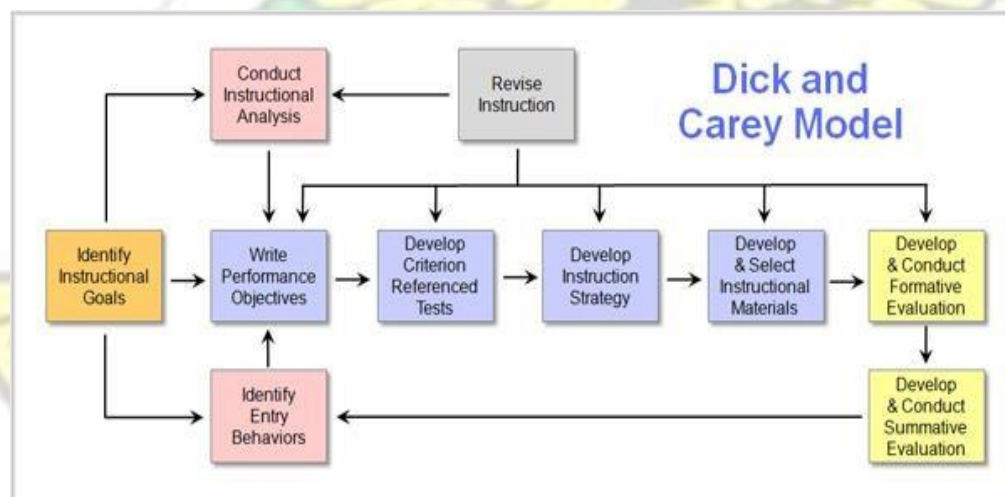 Dick and
Carey Model
Conduct
Instructional
Analysis
Revise
Instruction
Identify
Instructional
Goals
Write
Performance
Objectives
Develop
Criterion
Referenced
Tests
Develop
Instruction
Strategy
Develop
& Select
Instructional
Materials
Develop
& Conduct
Formative
Evaluation
Identify
Entry
Behaviors
Develop
& Conduct
Summative
Evaluation